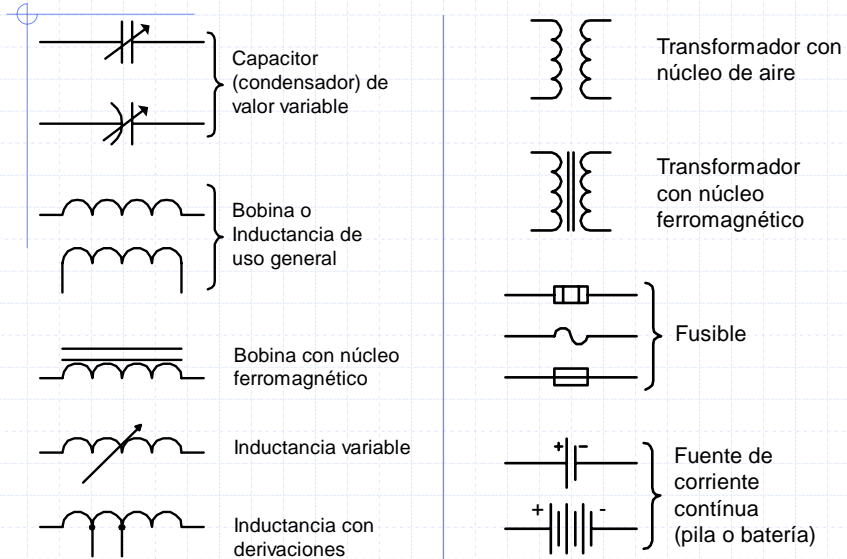 Capacitor
(condensador) de
valor variable
Bobina o
Inductancia de
uso general
Bobina con núcleo
ferromagnético
Inductancia variable
Inductancia con
derivaciones
Transformador con
núcleo de aire
Transformador
con núcleo
ferromagnético
Fusible
+ -
Fuente de
corriente
contínua
(pila o batería)
+ -